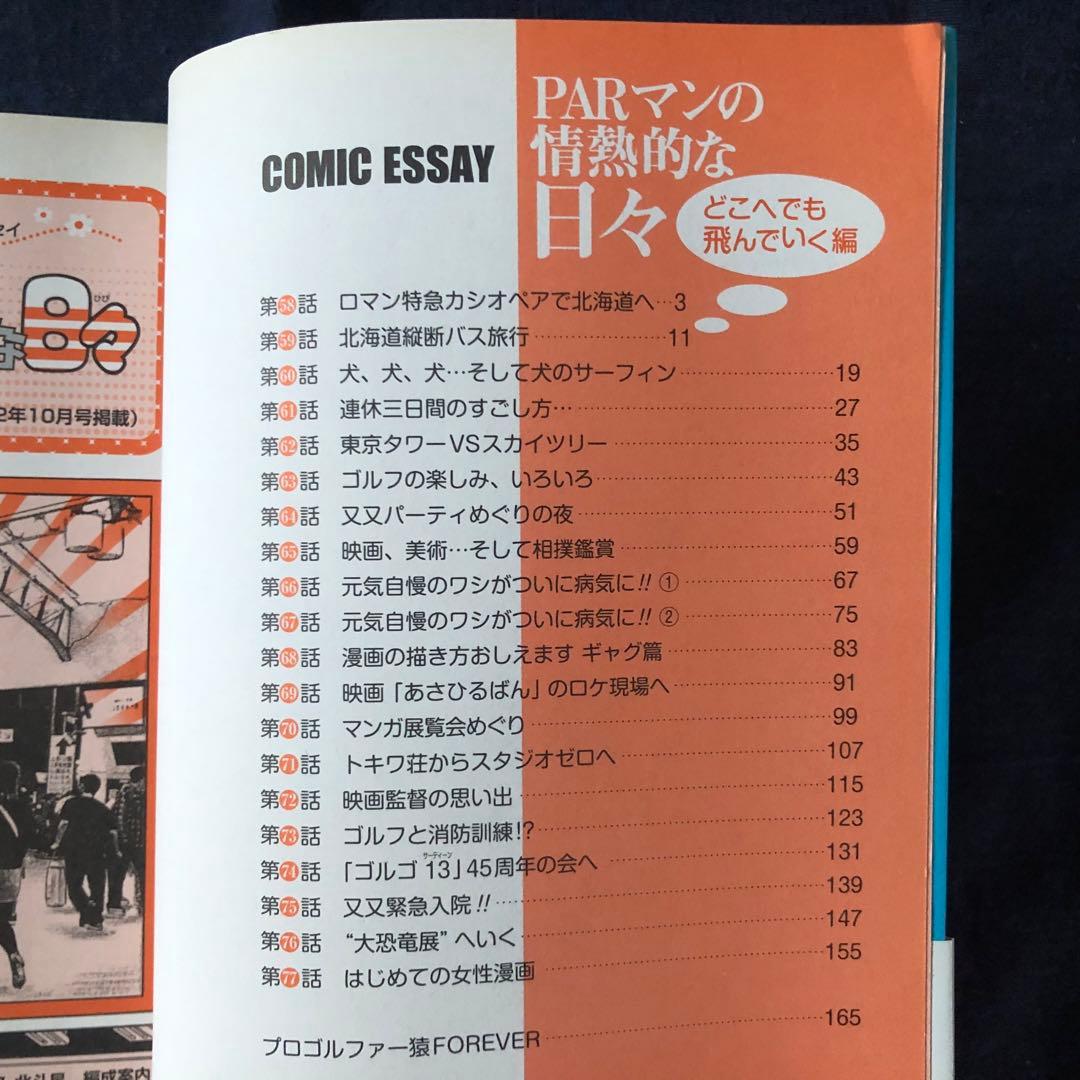 セイ
日々
ひび
2年10月号掲載）
北斗星 編成案内
COMIC ESSAY
PARマンの
情熱的な
日々
どこへでも
飛んでいく編
第58話 ロマン特急カシオペアで北海道へ…3
第59話 北海道縦断バス旅行…11
第60話 犬、犬、犬…そして犬のサーフィン…19
第61話 連休三日間のすごし方…27
第62話 東京タワーVSスカイツリー…35
第63話 ゴルフの楽しみ、いろいろ…43
第64話 又又パーティめぐりの夜…51
第65話 映画、美術…そして相撲鑑賞…59
第66話 元気自慢のワシがついに病気に!! ①…67
第67話 元気自慢のワシがついに病気に!! ②…75
第68話 漫画の描き方おしえます ギャグ篇…83
第69話 映画「あさひるばん」のロケ現場へ…91
第70話 マンガ展覧会めぐり…99
第71話 トキワ荘からスタジオゼロへ…107
第72話 映画監督の思い出…115
第73話 ゴルフと消防訓練!?…123
サーティーン
第74話 「ゴルゴ13」45周年の会へ…131
第75話 又又緊急入院!!…139
第76話 “大恐竜展”へいく…147
第77話 はじめての女性漫画…155
プロゴルファー猿FOREVER…165